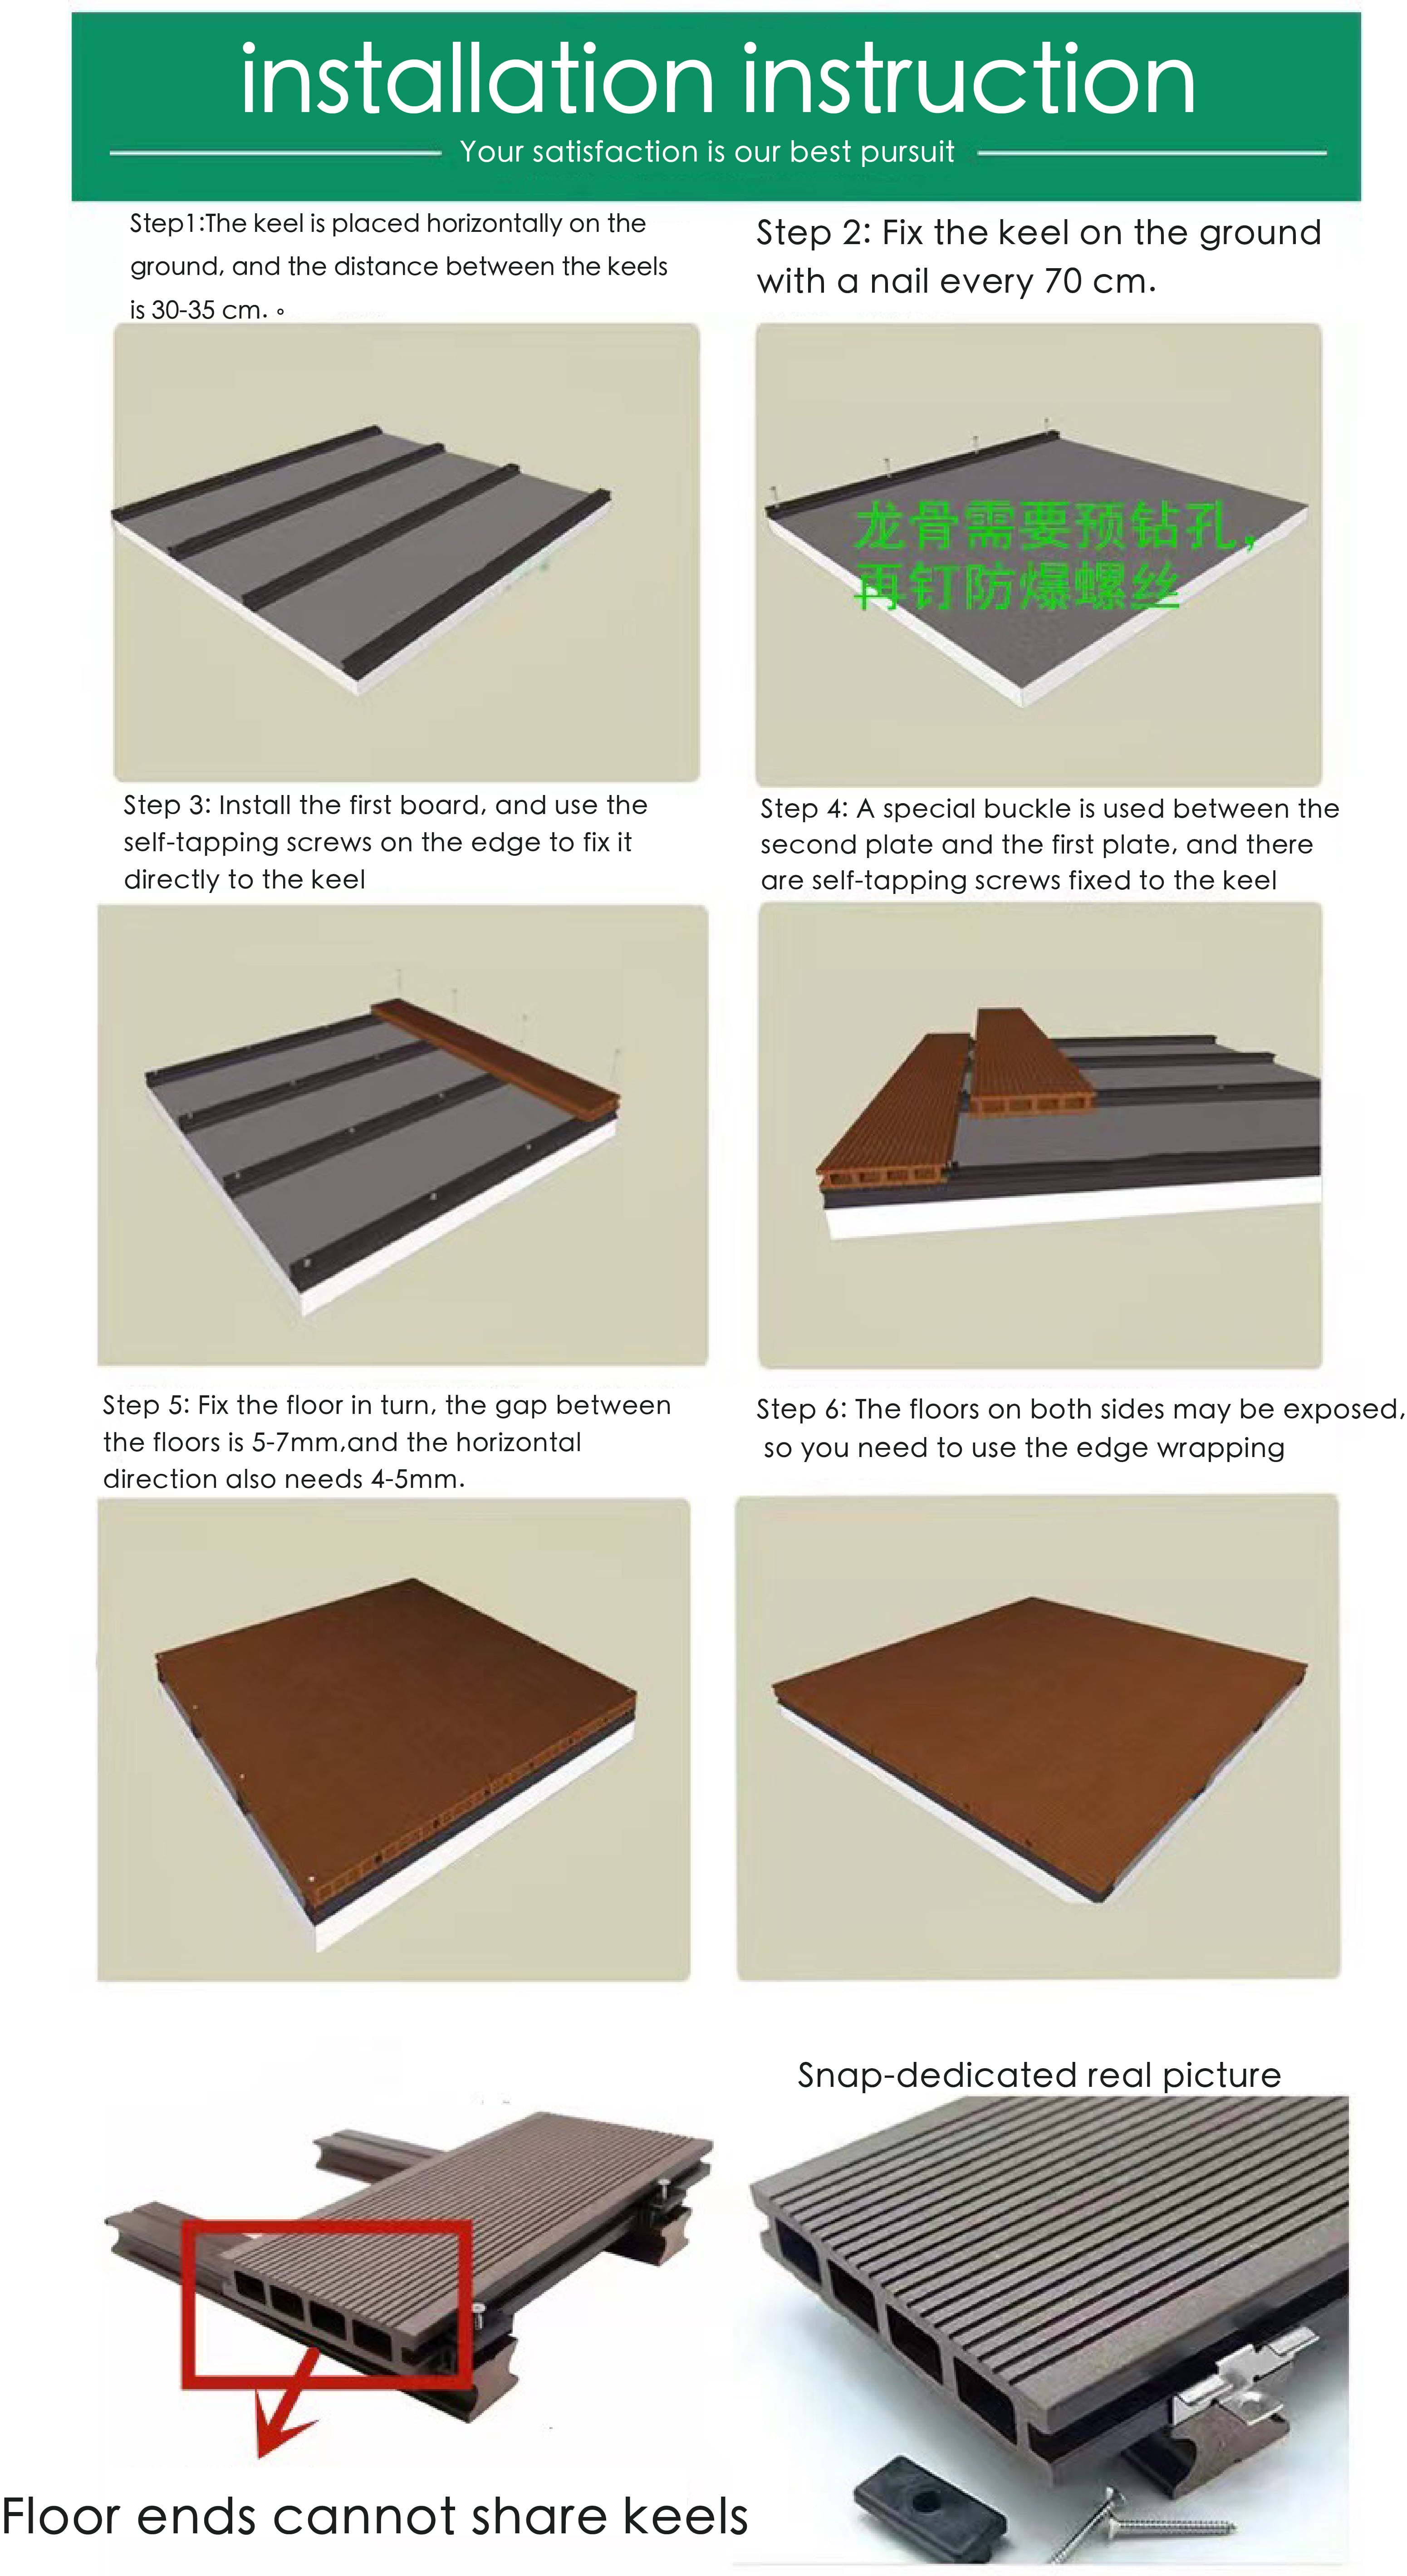 installation instruction
Your satisfaction is our best pursuit
Step1:The keel is placed horizontally on the
ground, and the distance between the keels
is 30-35 cm. 。
Step 2: Fix the keel on the ground
with a nail every 70 cm.
龙骨需要预钻孔，
再钉防爆螺丝
Step 3: Install the first board, and use the
self-tapping screws on the edge to fix it
directly to the keel
Step 4: A special buckle is used between the
second plate and the first plate, and there
are self-tapping screws fixed to the keel
Step 5: Fix the floor in turn, the gap between
the floors is 5-7mm,and the horizontal
direction also needs 4-5mm.
Step 6: The floors on both sides may be exposed,
so you need to use the edge wrapping
Snap-dedicated real picture
Floor ends cannot share keels